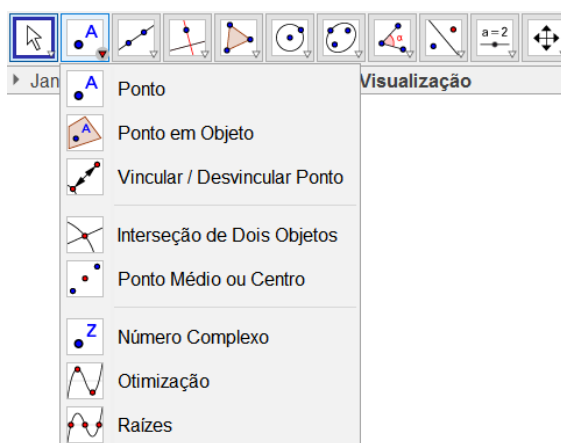 A
a=2
α
Jan
Visualização
A Ponto
A Ponto em Objeto
Vincular / Desvincular Ponto
Interseção de Dois Objetos
Ponto Médio ou Centro
Z Número Complexo
Otimização
Raízes